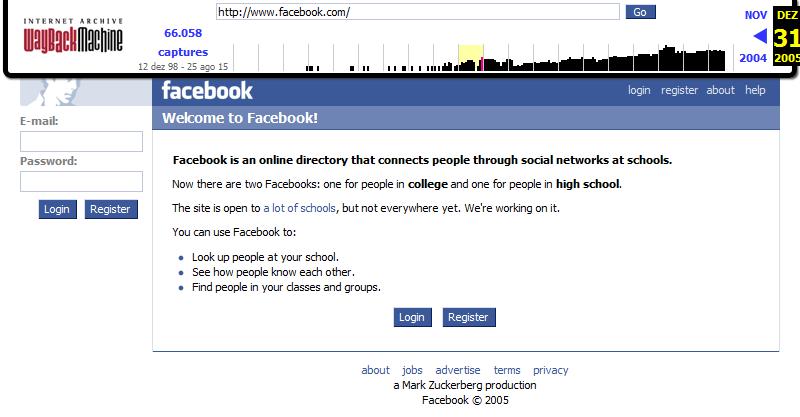 INTERNET ARCHIVE
WayBackMachine
http://www.facebook.com/
Go
66.058
captures
12 dez 98 - 25 ago 15
NOV
DEZ
31
2004
2005
facebook
login register about help
E-mail:
Password:
Login Register
Welcome to Facebook!
Facebook is an online directory that connects people through social networks at schools.
Now there are two Facebooks: one for people in college and one for people in high school.
The site is open to a lot of schools, but not everywhere yet. We're working on it.
You can use Facebook to:
Look up people at your school.
See how people know each other.
Find people in your classes and groups.
Login Register
about jobs advertise terms privacy
a Mark Zuckerberg production
Facebook © 2005